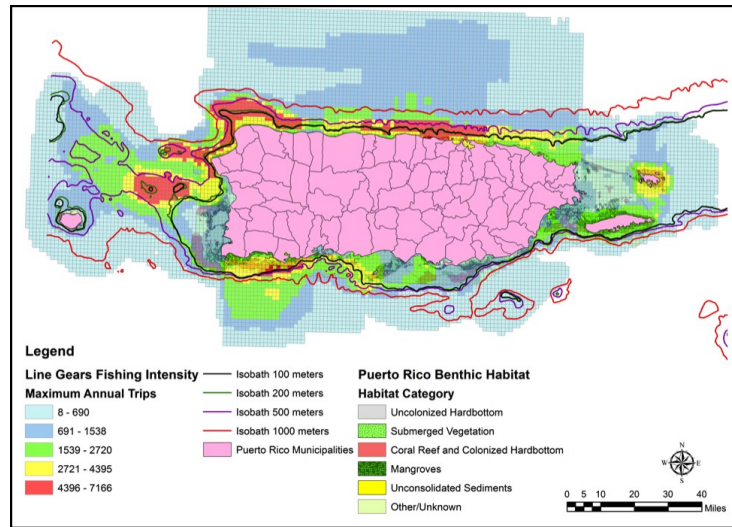 Legend
Line Gears Fishing Intensity
Maximum Annual Trips
8 - 690
691 - 1538
1539 - 2720
2721 - 4395
4396 - 7166
Isobath 100 meters
Isobath 200 meters
Isobath 500 meters
Isobath 1000 meters
Puerto Rico Municipalities
Puerto Rico Benthic Habitat
Habitat Category
Uncolonized Hardbottom
Submerged Vegetation
Coral Reef and Colonized Hardbottom
Mangroves
Unconsolidated Sediments
Other/Unknown
N
W E
S
0 5 10 20 30 40
Miles